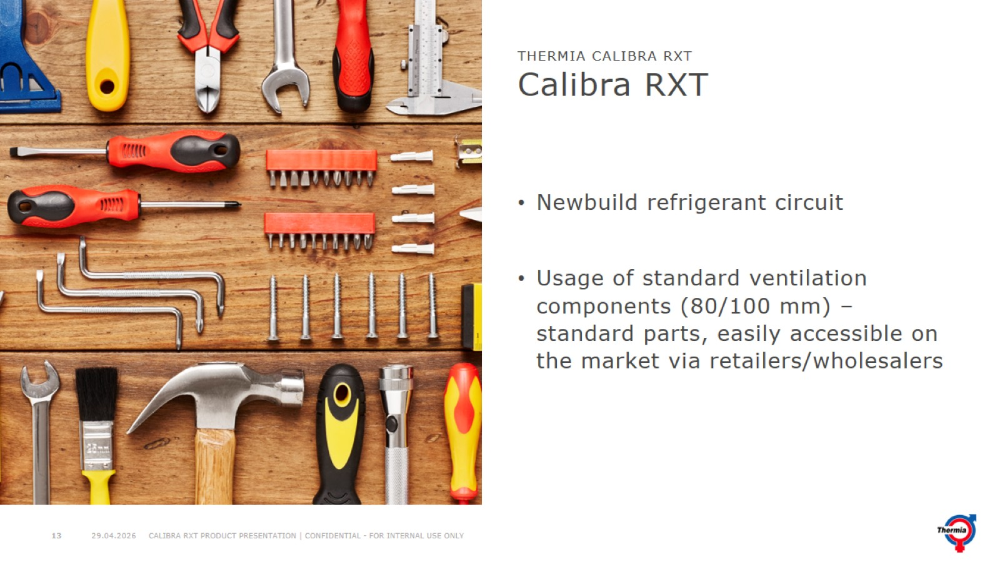 THERMIA CALIBRA RXT
Calibra RXT
• Newbuild refrigerant circuit
• Usage of standard ventilation
components (80/100 mm) –
standard parts, easily accessible on
the market via retailers/wholesalers
25mm
13 29.04.2026 CALIBRA RXT PRODUCT PRESENTATION | CONFIDENTIAL - FOR INTERNAL USE ONLY
Thermia